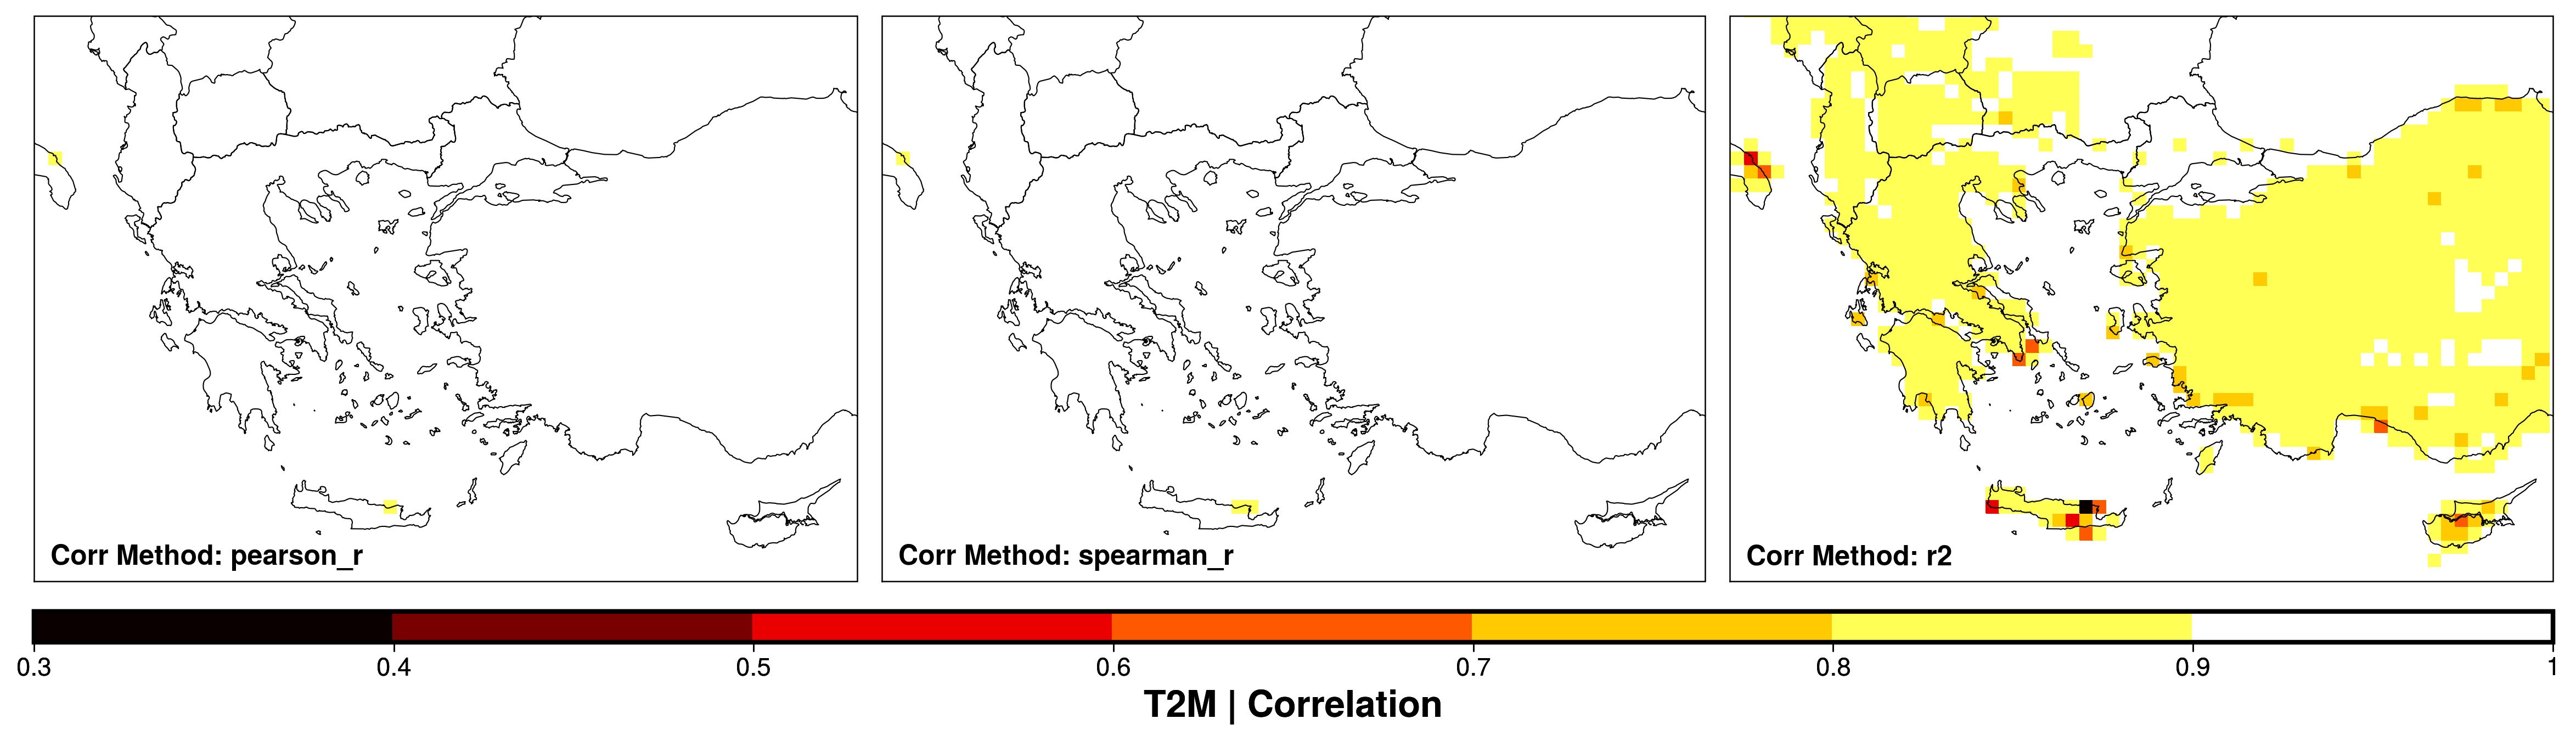 Corr Method: pearson_r
Corr Method: spearman_r
Corr Method: r2
0.3 0.4 0.5 0.6 0.7 0.8 0.9 1
T2M | Correlation